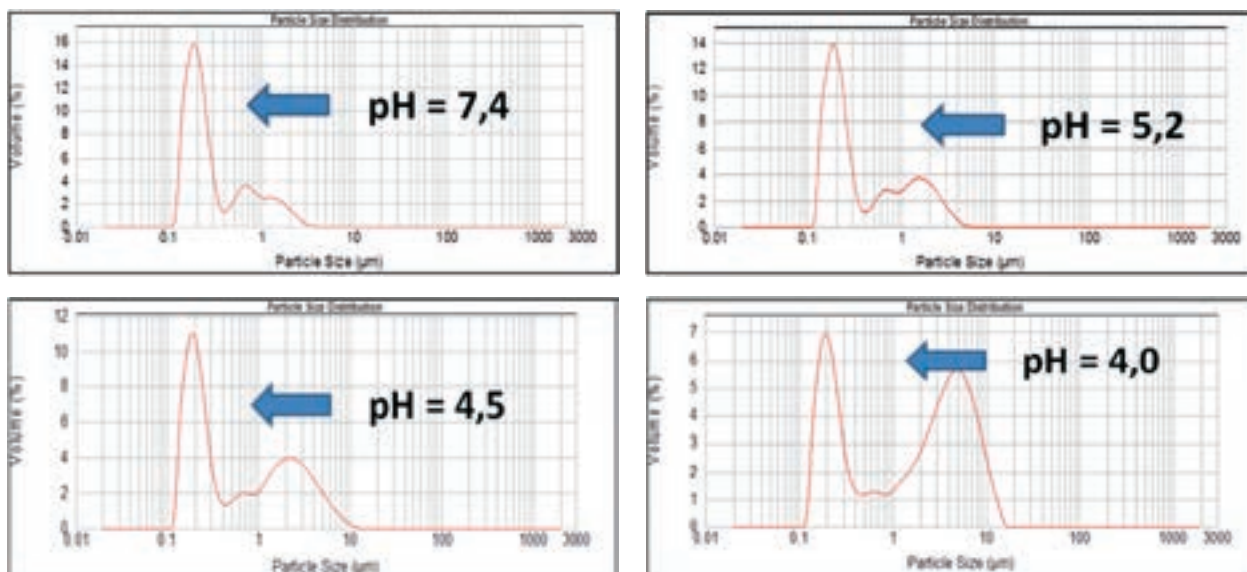 Particle Size Distribution
Volume (%)
16
14
12
10
8
6
4
2
0
pH = 7,4
0.01 0.1 1 10 100 1000 3000
Particle Size (µm)
Particle Size Distribution
Volume (%)
14
12
10
8
6
4
2
0
pH = 5,2
0.01 0.1 1 10 100 1000 3000
Particle Size (µm)
Particle Size Distribution
Volume (%)
12
10
8
6
4
2
0
pH = 4,5
0.01 0.1 1 10 100 1000 3000
Particle Size (µm)
Particle Size Distribution
Volume (%)
7
6
5
4
3
2
1
0
pH = 4,0
0.01 0.1 1 10 100 1000 3000
Particle Size (µm)